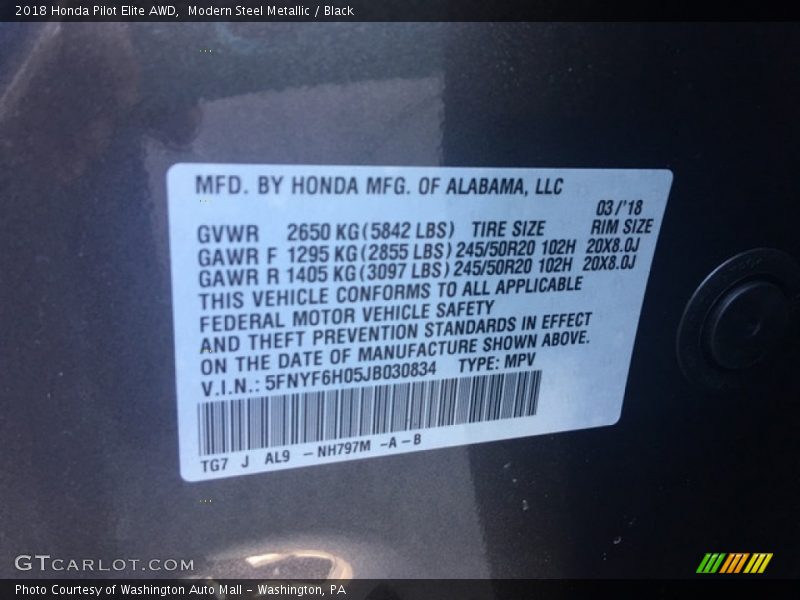 2018 Honda Pilot Elite AWD,  Modern Steel Metallic / Black
MFD. BY HONDA MFG. OF ALABAMA, LLC
03/'18
GVWR 2650 KG (5842 LBS) TIRE SIZE RIM SIZE
GAWR F 1295 KG (2855 LBS) 245/50R20 102H 20X8.0J
GAWR R 1405 KG (3097 LBS) 245/50R20 102H 20X8.0J
THIS VEHICLE CONFORMS TO ALL APPLICABLE
FEDERAL MOTOR VEHICLE SAFETY
AND THEFT PREVENTION STANDARDS IN EFFECT
ON THE DATE OF MANUFACTURE SHOWN ABOVE.
V.I.N.: 5FNYF6H05JB030834 TYPE: MPV
TG7 J AL9 – NH797M –A – B
GTCARLOT.COM
Photo Courtesy of Washington Auto Mall – Washington, PA